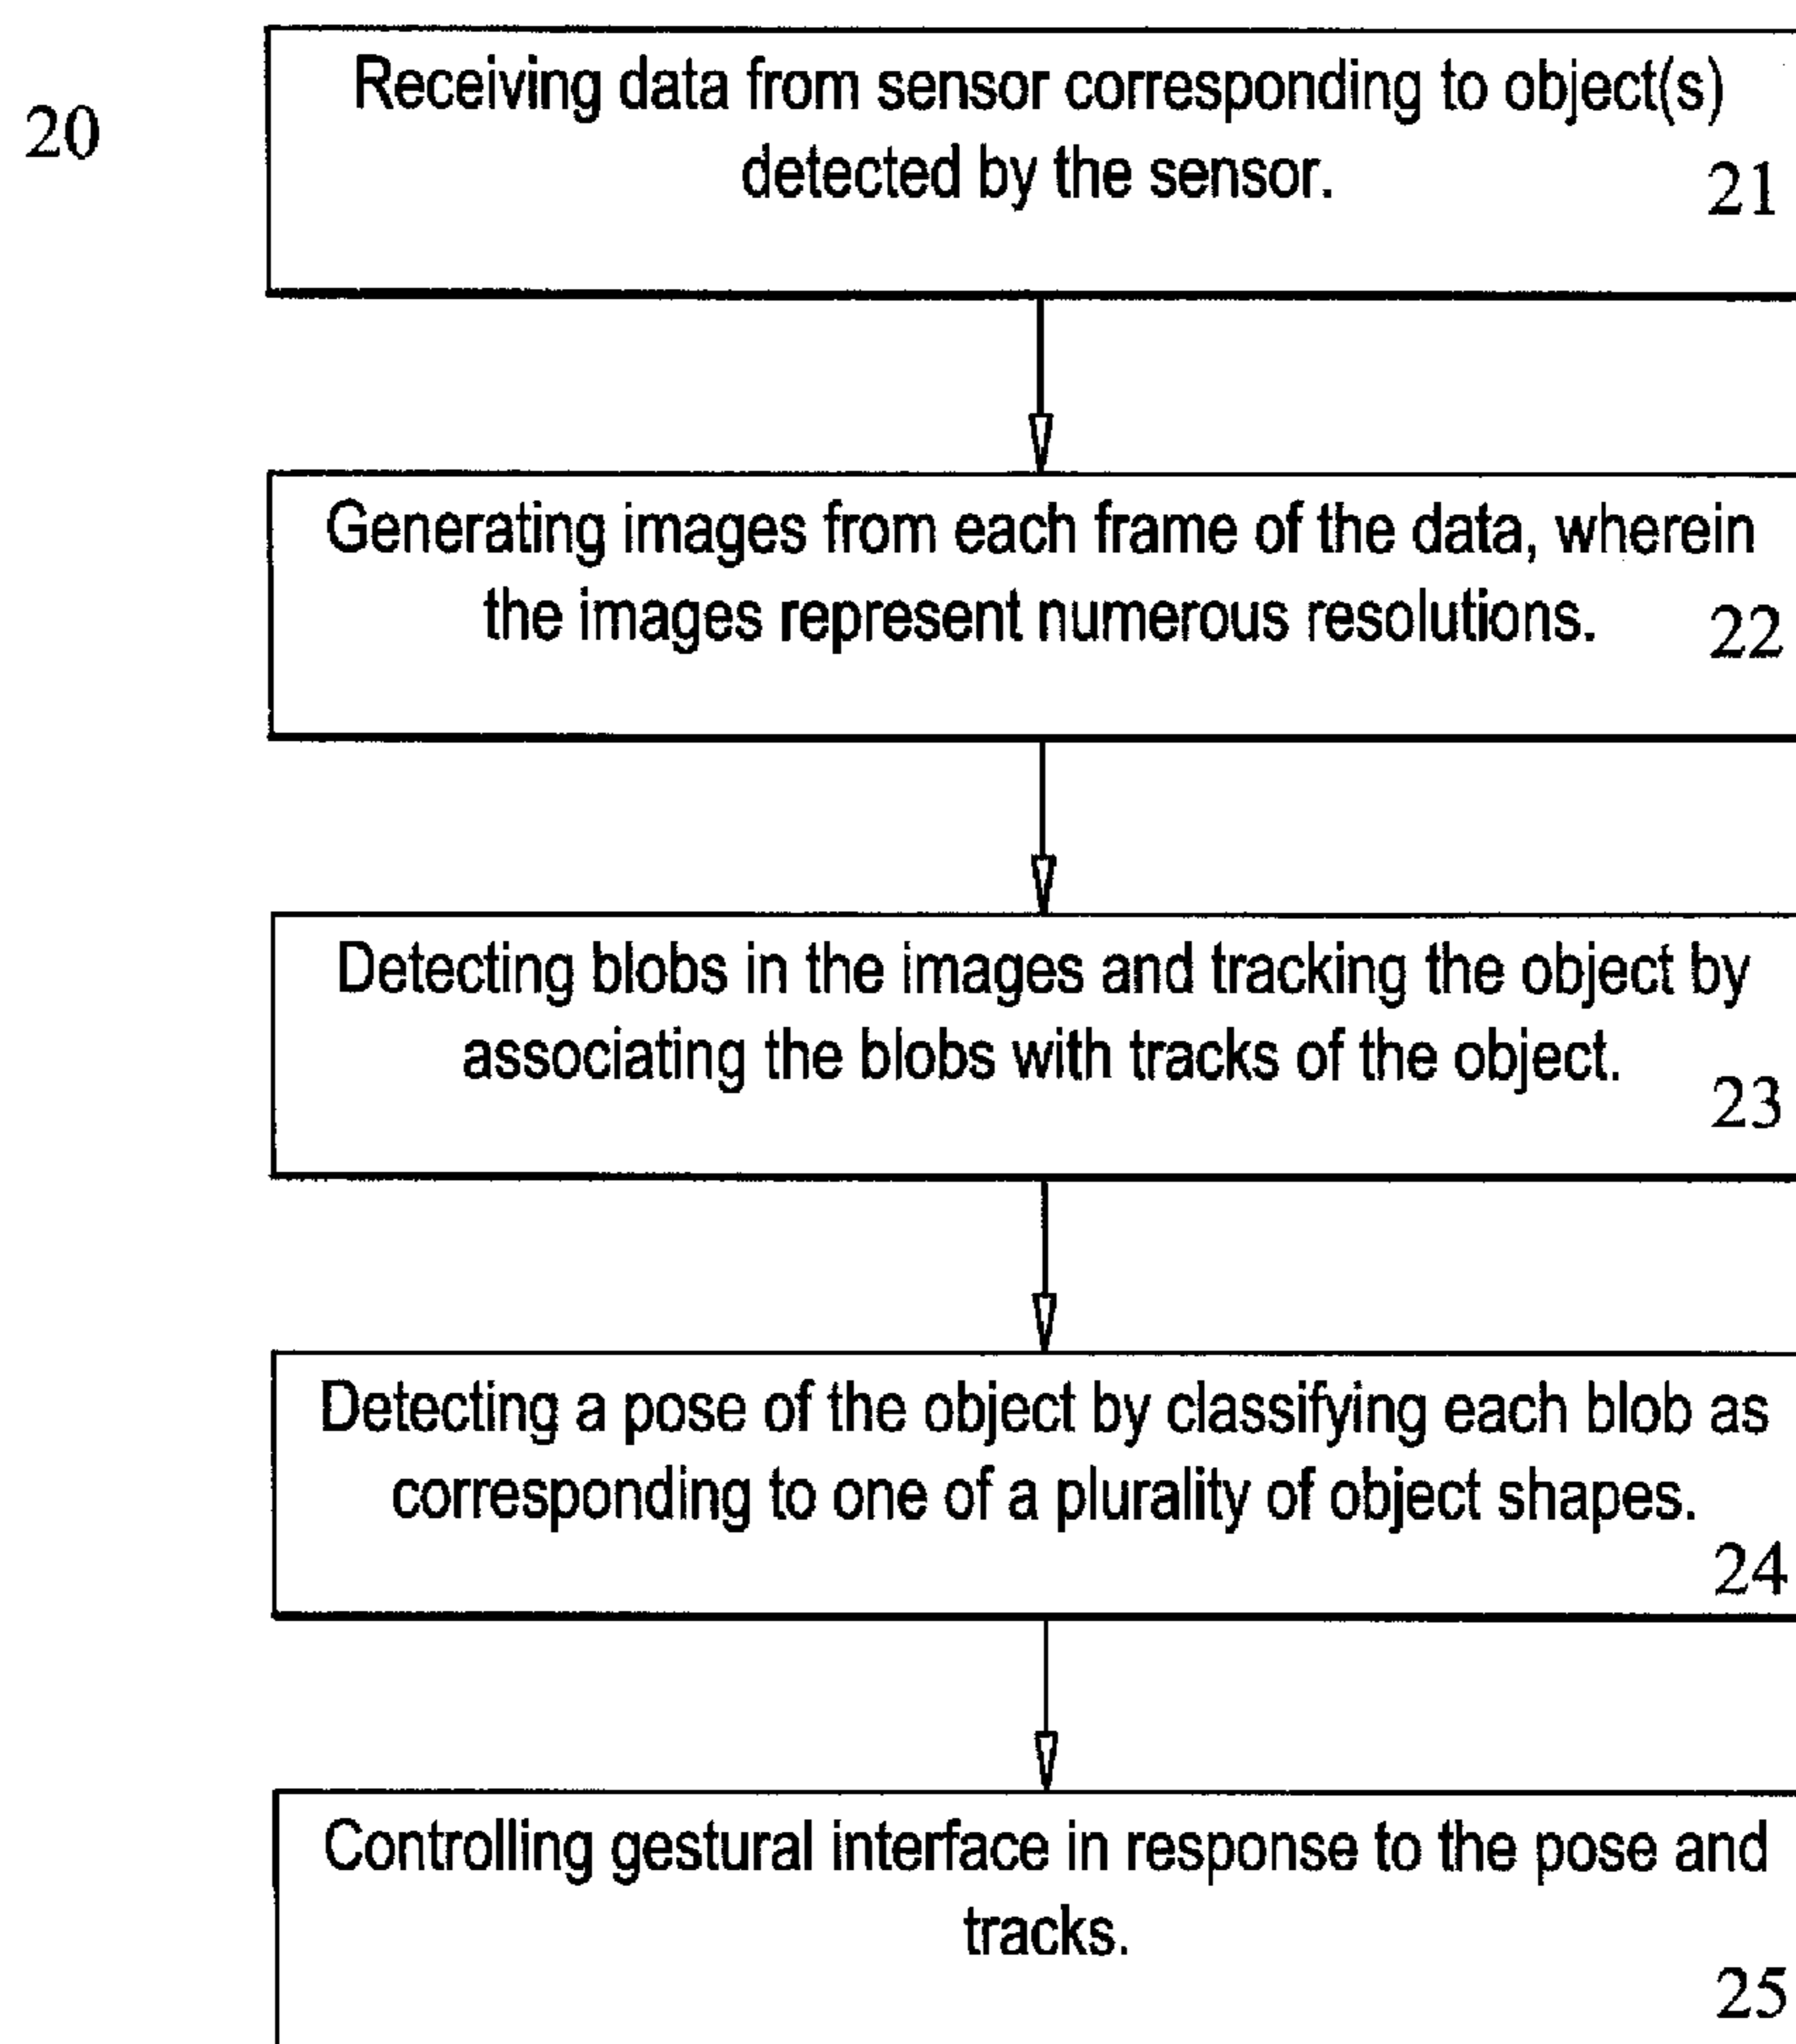 20
Receiving data from sensor corresponding to object(s)
detected by the sensor.
21
Generating images from each frame of the data, wherein
the images represent numerous resolutions.
22
Detecting blobs in the images and tracking the object by
associating the blobs with tracks of the object.
23
Detecting a pose of the object by classifying each blob as
corresponding to one of a plurality of object shapes.
24
Controlling gestural interface in response to the pose and
tracks.
25